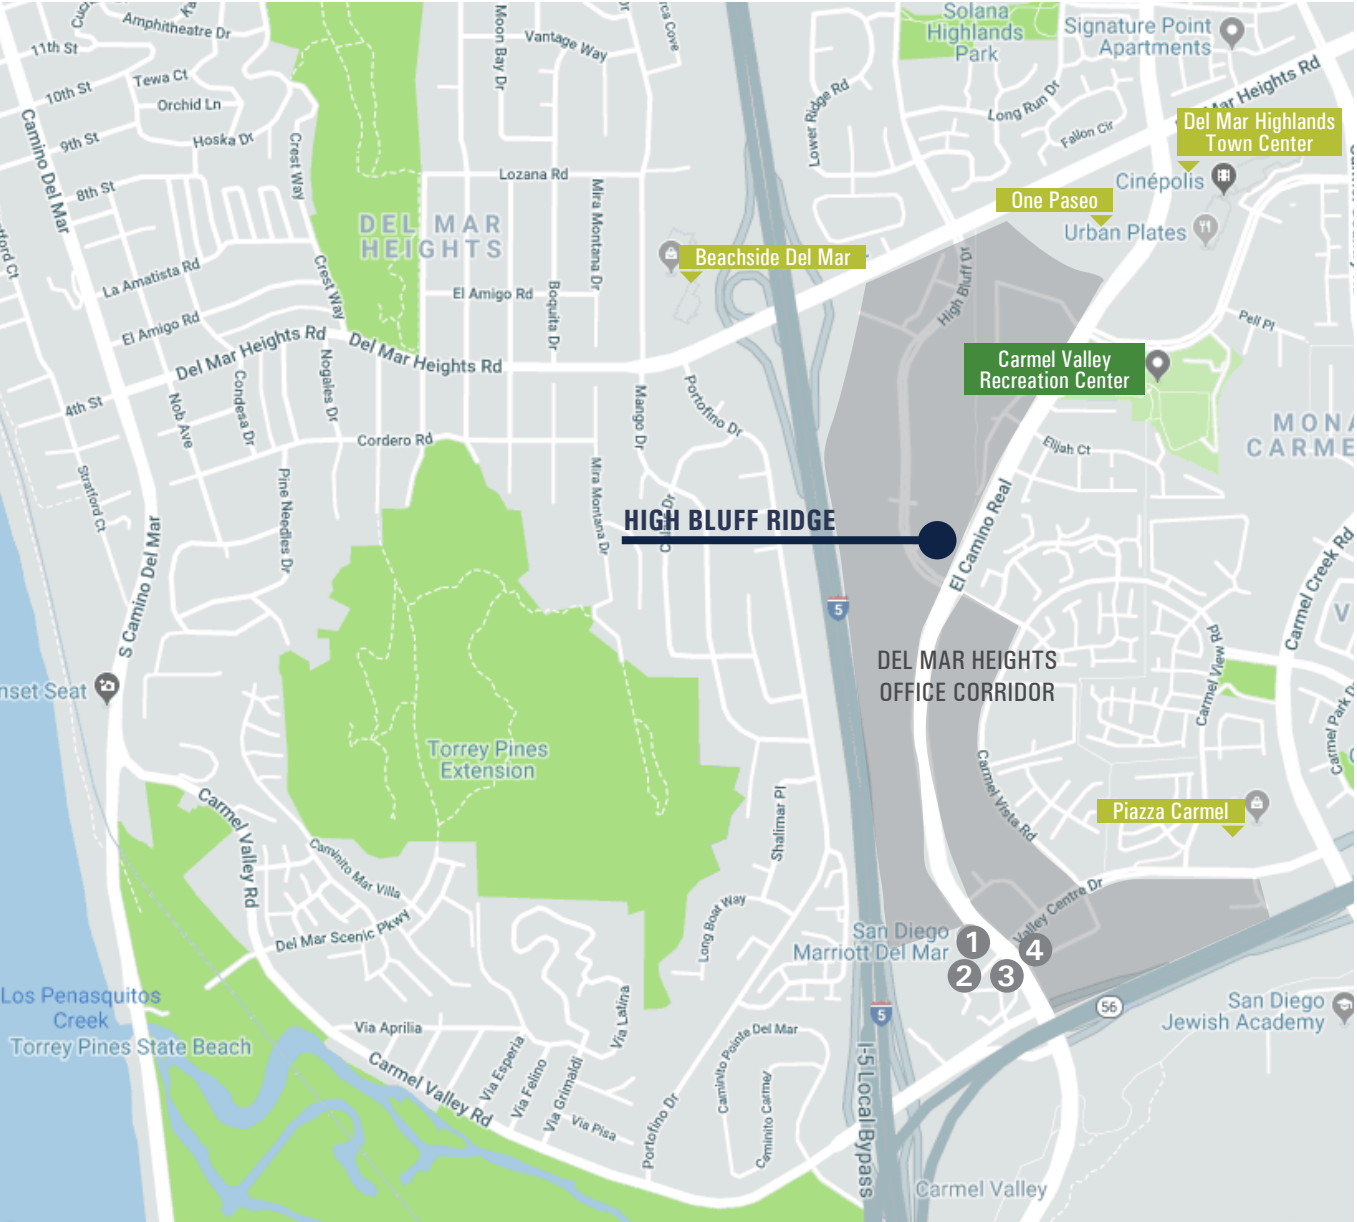 Amphitheatre Dr
11th St
10th St
Tewa Ct
Orchid Ln
9th St
Hoska Dr
8th St
Camino Del Mar
Crest Way
Moon Bay Dr
Vantage Way
Lozana Rd
Mira Montana Dr
DEL MAR
HEIGHTS
La Amatista Rd
Crest Way
El Amigo Rd
Boquita Dr
El Amigo Rd
Del Mar Heights Rd
Del Mar Heights Rd
4th St
Nob Ave
Condesa Dr
Nogales Dr
Cordero Rd
Stratford Ct
Pine Needles Dr
Mira Montana Dr
Mango Dr
Portofino Dr
Beachside Del Mar
Solana
Highlands
Park
Signature Point
Apartments
Lower Ridge Rd
Long Run Dr
Fallon Cir
Mar Heights Rd
Del Mar Highlands
Town Center
Cinépolis
One Paseo
Urban Plates
High Bluff Dr
Pell Pl
Carmel Valley
Recreation Center
Elijah Ct
MONA
CARME
HIGH BLUFF RIDGE
El Camino Real
Carmel Creek Rd
5
DEL MAR HEIGHTS
OFFICE CORRIDOR
Carmel View Rd
Carmel Park D
Carmel Vista Rd
Piazza Carmel
S Camino Del Mar
nset Seat
Torrey Pines
Extension
Carmel Valley Rd
Caminito Mar Villa
Del Mar Scenic Pkwy
Shalimar Pl
Long Boat Way
San Diego
Marriott Del Mar
1
2
3
4
Valley Centre Dr
56
San Diego
Jewish Academy
Los Penasquitos
Creek
Torrey Pines State Beach
Via Aprilia
Carmel Valley Rd
Via Esperia
Via Felino
Via Grimaldi
Via Latina
Via Pisa
Portofino Dr
Caminito Pointe Del Mar
Caminito Carmel
5
I-5 Local Bypass
Carmel Valley